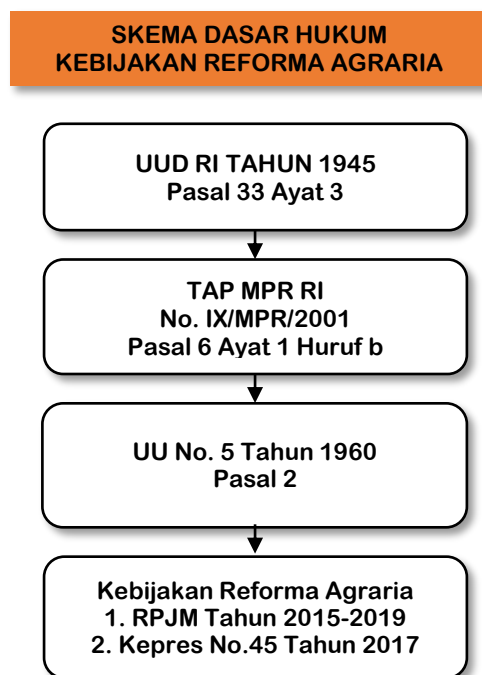 SKEMA DASAR HUKUM
KEBIJAKAN REFORMA AGRARIA
UUD RI TAHUN 1945
Pasal 33 Ayat 3
TAP MPR RI
No. IX/MPR/2001
Pasal 6 Ayat 1 Huruf b
UU No. 5 Tahun 1960
Pasal 2
Kebijakan Reforma Agraria
1. RPJM Tahun 2015-2019
2. Kepres No.45 Tahun 2017